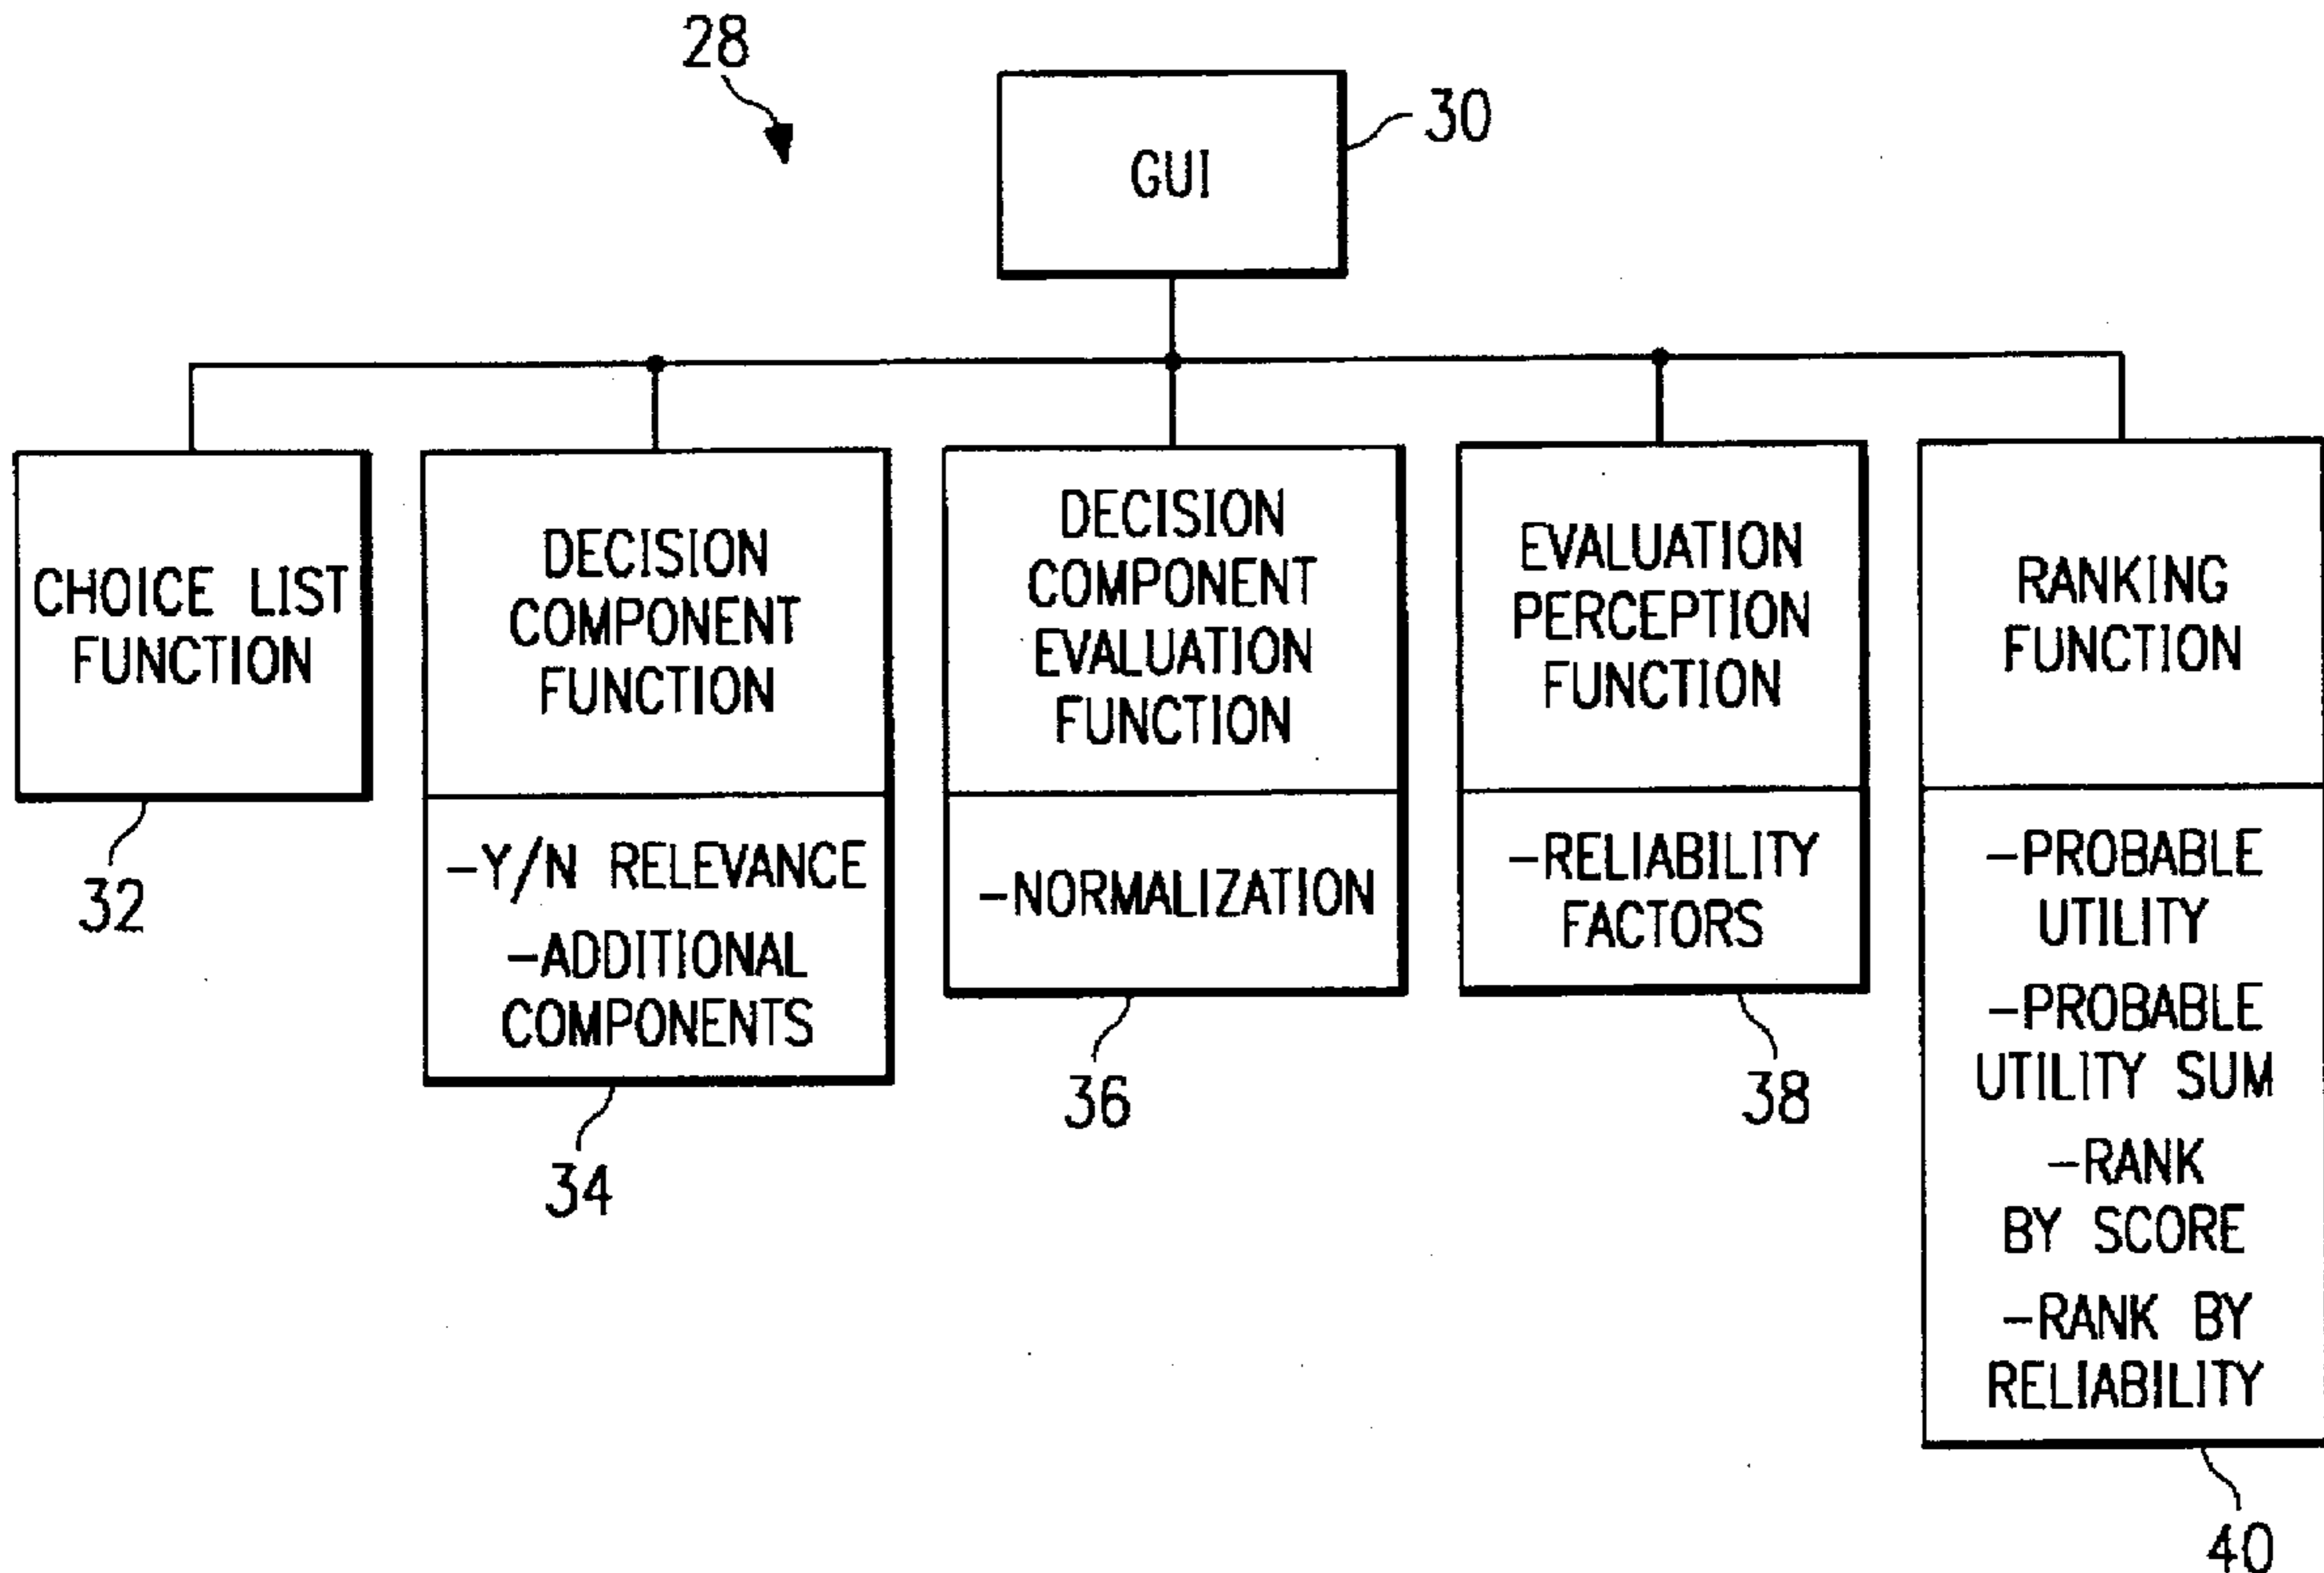 28
30
GUI
CHOICE LIST
FUNCTION
32
DECISION
COMPONENT
FUNCTION
-Y/N RELEVANCE
-ADDITIONAL
COMPONENTS
34
DECISION
COMPONENT
EVALUATION
FUNCTION
-NORMALIZATION
36
EVALUATION
PERCEPTION
FUNCTION
-RELIABILITY
FACTORS
38
RANKING
FUNCTION
-PROBABLE
UTILITY
-PROBABLE
UTILITY SUM
-RANK
BY SCORE
-RANK BY
RELIABILITY
40